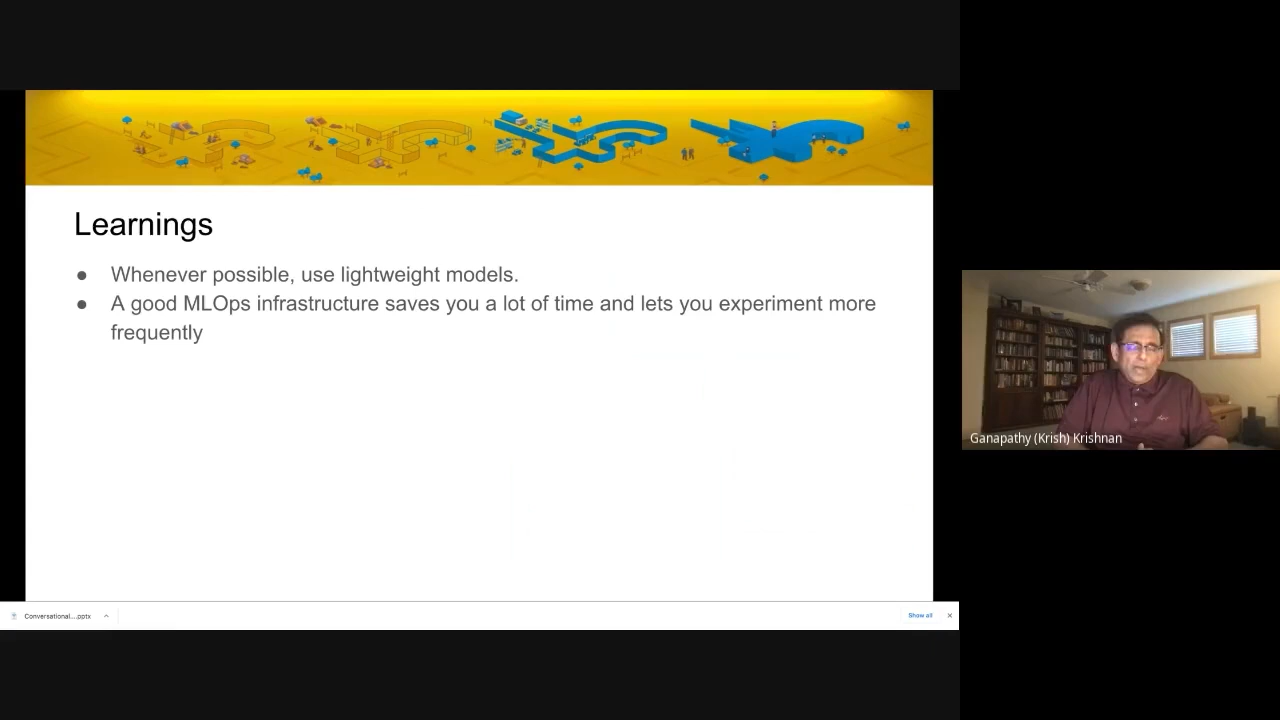 Learnings
● Whenever possible, use lightweight models.
● A good MLOps infrastructure saves you a lot of time and lets you experiment more
frequently
Ganapathy (Krish) Krishnan
Conversational....pptx
Show all